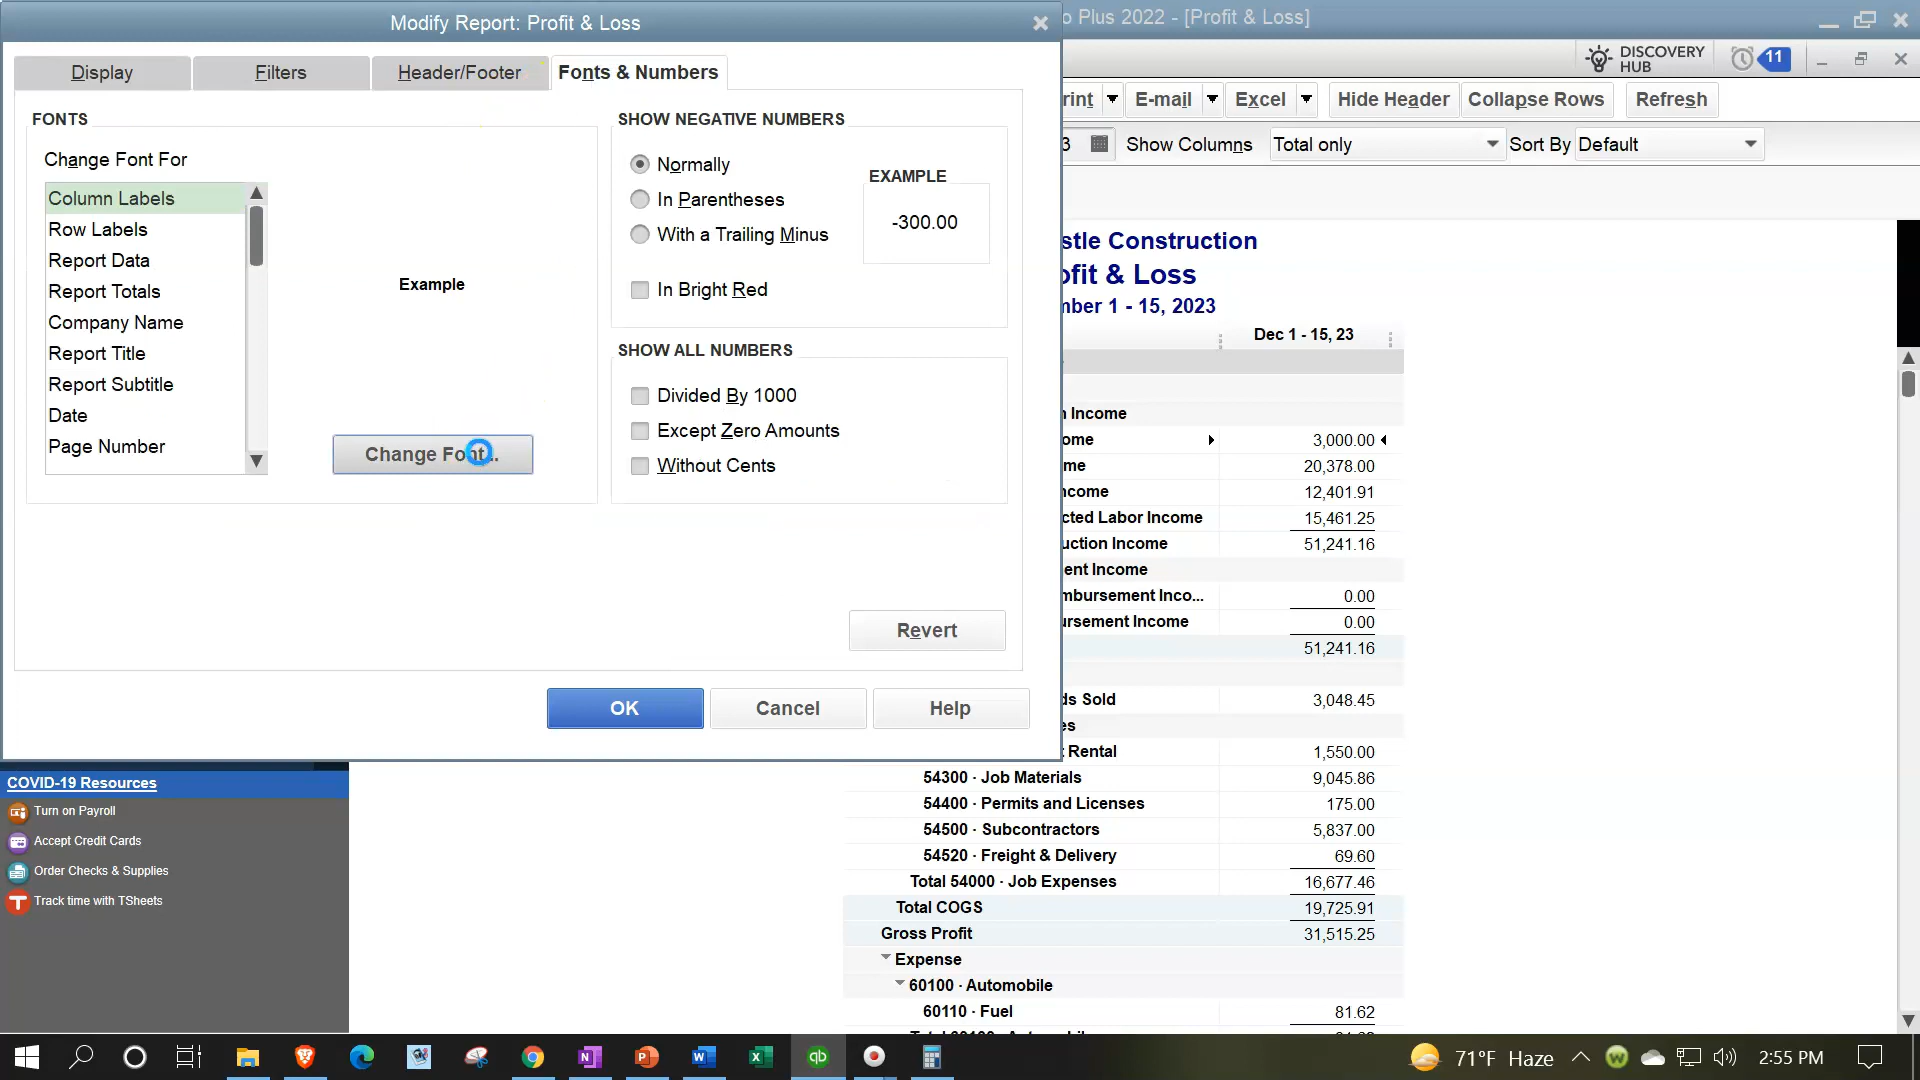 Modify Report: Profit & Loss
o Plus 2022 - [Profit & Loss]
DISCOVERY
HUB
11
Display
Filters
Header/Footer
Fonts & Numbers
rint
E-mail
Excel
Hide Header
Collapse Rows
Refresh
3
Show Columns
Total only
Sort By
Default
FONTS
Change Font For
Column Labels
Row Labels
Report Data
Report Totals
Company Name
Report Title
Report Subtitle
Date
Page Number
Example
Change Font...
SHOW NEGATIVE NUMBERS
Normally
In Parentheses
With a Trailing Minus
In Bright Red
EXAMPLE
-300.00
SHOW ALL NUMBERS
Divided By 1000
Except Zero Amounts
Without Cents
Revert
OK
Cancel
Help
stle Construction
ofit & Loss
mber 1 - 15, 2023
Dec 1 - 15, 23
n Income
ome 3,000.00
me 20,378.00
ncome 12,401.91
cted Labor Income 15,461.25
uction Income 51,241.16
ent Income
mbursement Inco... 0.00
ursement Income 0.00
51,241.16
ds Sold 3,048.45
es
t Rental 1,550.00
54300 · Job Materials 9,045.86
54400 · Permits and Licenses 175.00
54500 · Subcontractors 5,837.00
54520 · Freight & Delivery 69.60
Total 54000 · Job Expenses 16,677.46
Total COGS 19,725.91
Gross Profit 31,515.25
Expense
60100 · Automobile
60110 · Fuel 81.62
COVID-19 Resources
Turn on Payroll
Accept Credit Cards
Order Checks & Supplies
Track time with TSheets
71°F Haze
2:55 PM